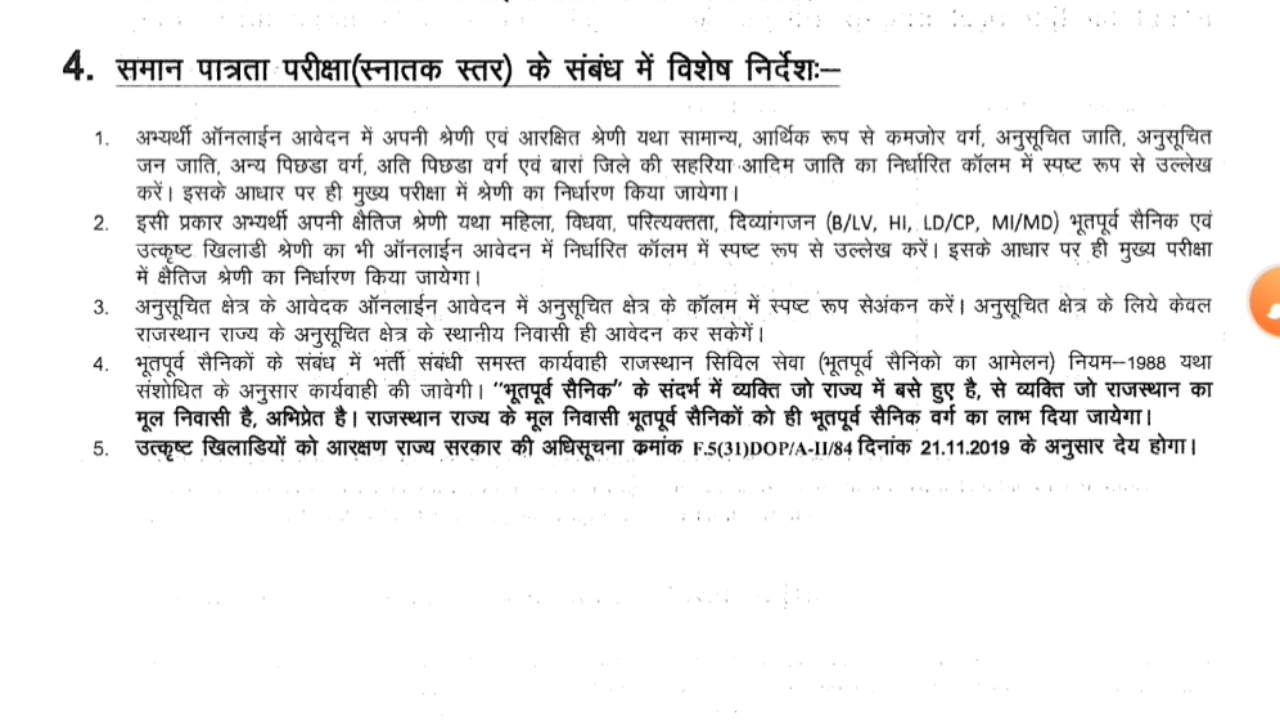 4. समान पात्रता परीक्षा(स्नातक स्तर) के संबंध में विशेष निर्देशः–
1. अभ्यर्थी ऑनलाईन आवेदन में अपनी श्रेणी एवं आरक्षित श्रेणी यथा सामान्य, आर्थिक रूप से कमजोर वर्ग, अनुसूचित जाति, अनुसूचित
जन जाति, अन्य पिछडा वर्ग, अति पिछडा वर्ग एवं बारां जिले की सहरिया आदिम जाति का निर्धारित कॉलम में स्पष्ट रूप से उल्लेख
करें। इसके आधार पर ही मुख्य परीक्षा में श्रेणी का निर्धारण किया जायेगा।
2. इसी प्रकार अभ्यर्थी अपनी क्षैतिज श्रेणी यथा महिला, विधवा, परित्यक्तता, दिव्यांगजन (B/LV, HI, LD/CP, MI/MD) भूतपूर्व सैनिक एवं
उत्कृष्ट खिलाडी श्रेणी का भी ऑनलाईन आवेदन में निर्धारित कॉलम में स्पष्ट रूप से उल्लेख करें। इसके आधार पर ही मुख्य परीक्षा
में क्षैतिज श्रेणी का निर्धारण किया जायेगा।
3. अनुसूचित क्षेत्र के आवेदक ऑनलाईन आवेदन में अनुसूचित क्षेत्र के कॉलम में स्पष्ट रूप सेअंकन करें। अनुसूचित क्षेत्र के लिये केवल
राजस्थान राज्य के अनुसूचित क्षेत्र के स्थानीय निवासी ही आवेदन कर सकेगें।
4. भूतपूर्व सैनिकों के संबंध में भर्ती संबंधी समस्त कार्यवाही राजस्थान सिविल सेवा (भूतपूर्व सैनिको का आमेलन) नियम–1988 यथा
संशोधित के अनुसार कार्यवाही की जावेगी। ‘‘भूतपूर्व सैनिक’’ के संदर्भ में व्यक्ति जो राज्य में बसे हुए है, से व्यक्ति जो राजस्थान का
मूल निवासी है, अभिप्रेत है। राजस्थान राज्य के मूल निवासी भूतपूर्व सैनिकों को ही भूतपूर्व सैनिक वर्ग का लाभ दिया जायेगा।
5. उत्कृष्ट खिलाडियों को आरक्षण राज्य सरकार की अधिसूचना कमांक F.5(31)DOP/A-II/84 दिनांक 21.11.2019 के अनुसार देय होगा।